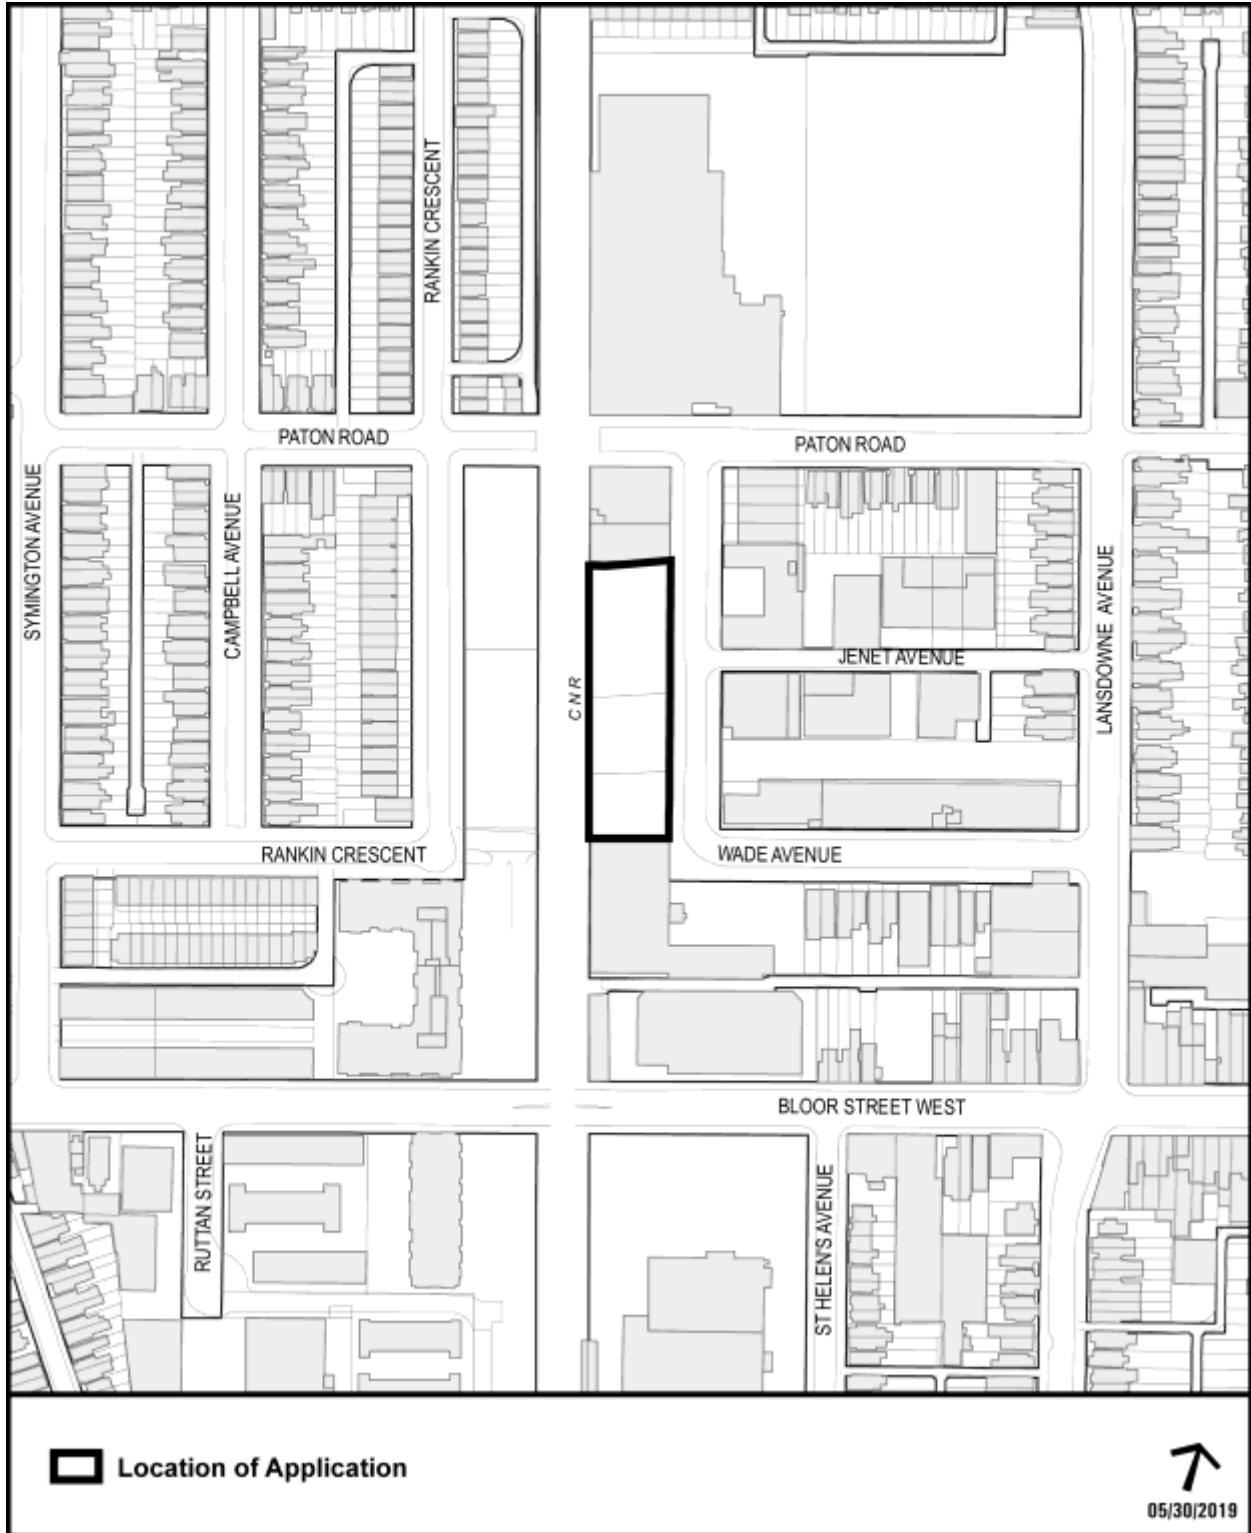 RANKIN CRESCENT
PATON ROAD
PATON ROAD
SYMINGTON AVENUE
CAMPBELL AVENUE
LANSDOWNE AVENUE
JENET AVENUE
CNR
RANKIN CRESCENT
WADE AVENUE
BLOOR STREET WEST
RUTTAN STREET
ST HELEN'S AVENUE
Location of Application
05/30/2019